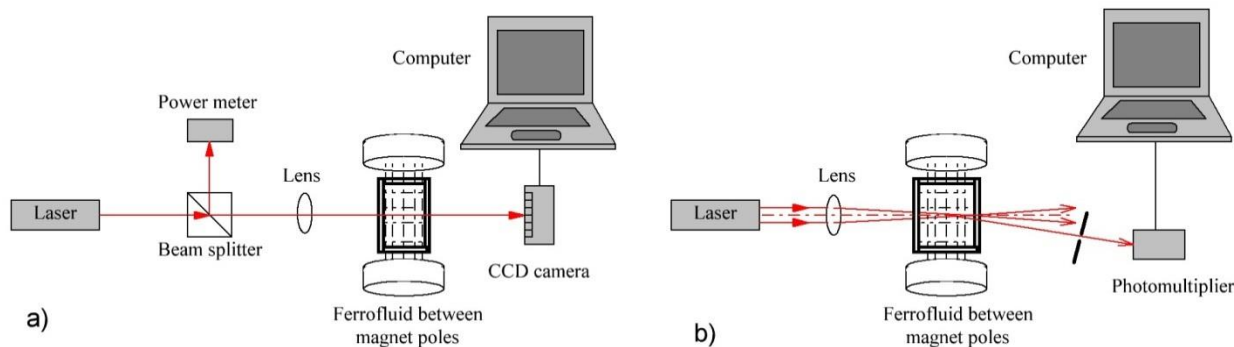 Computer
Power meter
Lens
Laser
Beam splitter
CCD camera
Ferrofluid between
magnet poles
a)
Computer
Lens
Laser
Photomultiplier
Ferrofluid between
magnet poles
b)